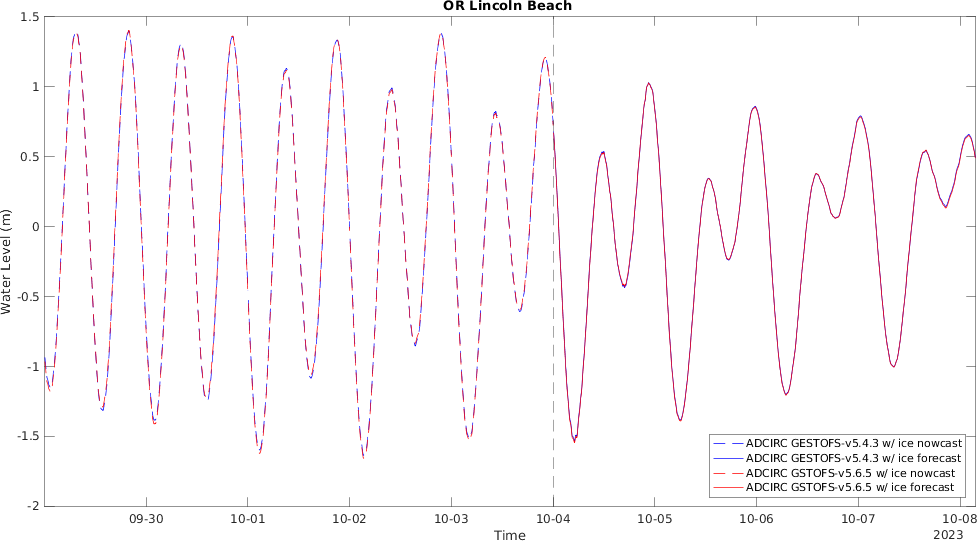 OR Lincoln Beach
1.5
1
0.5
0
-0.5
-1
-1.5
-2
Water Level (m)
09-30
10-01
10-02
10-03
10-04
10-05
10-06
10-07
10-08
2023
Time
ADCIRC GESTOFS-v5.4.3 w/ ice nowcast
ADCIRC GESTOFS-v5.4.3 w/ ice forecast
ADCIRC GSTOFS-v5.6.5 w/ ice nowcast
ADCIRC GSTOFS-v5.6.5 w/ ice forecast